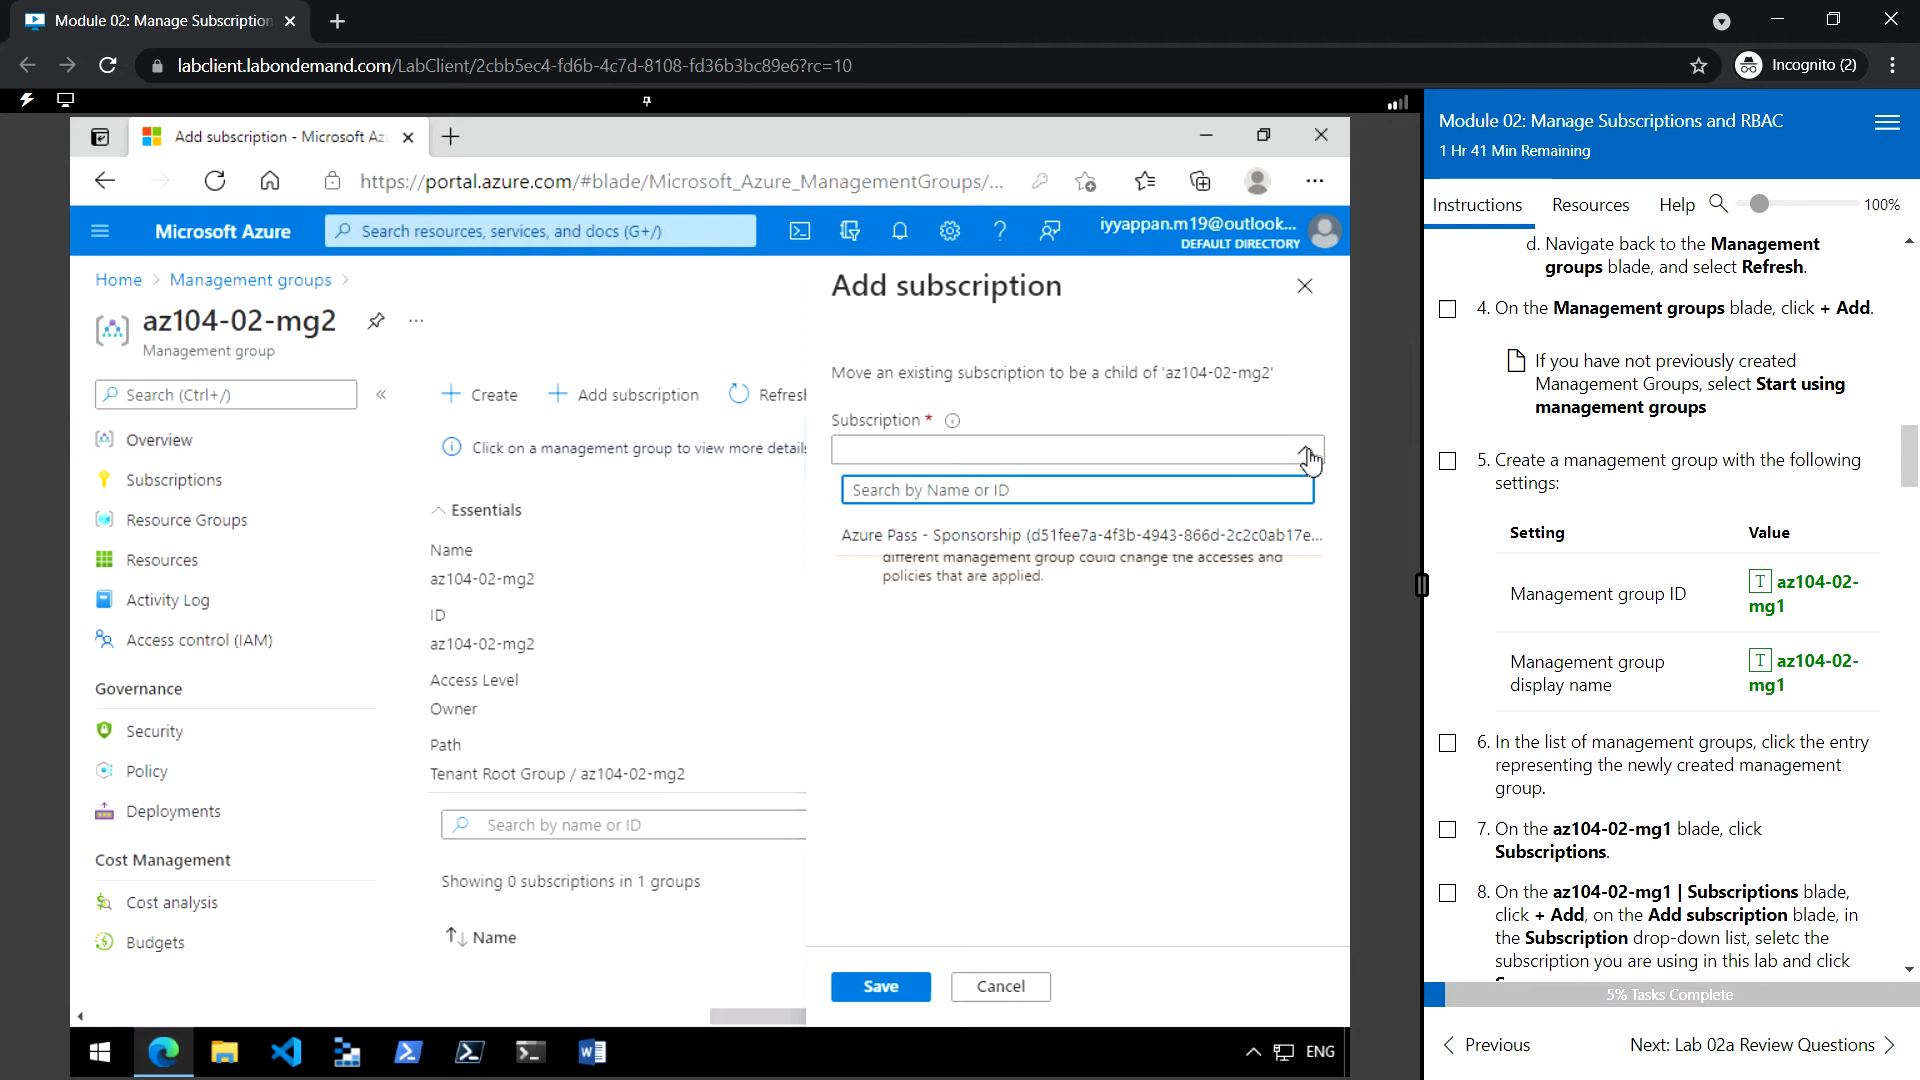 Module 02: Manage Subscription
labclient.labondemand.com/LabClient/2cbb5ec4-fd6b-4c7d-8108-fd36b3bc89e6?rc=10
Incognito (2)
Add subscription - Microsoft Az
https://portal.azure.com/#blade/Microsoft_Azure_ManagementGroups/...
Microsoft Azure
Search resources, services, and docs (G+/)
iyyappan.m19@outlook...
DEFAULT DIRECTORY
Home > Management groups >
az104-02-mg2
Management group
Search (Ctrl+/)
Overview
Subscriptions
Resource Groups
Resources
Activity Log
Access control (IAM)
Governance
Security
Policy
Deployments
Cost Management
Cost analysis
Budgets
Create
Add subscription
Refresh
Click on a management group to view more details
Essentials
Name
az104-02-mg2
ID
az104-02-mg2
Access Level
Owner
Path
Tenant Root Group / az104-02-mg2
Search by name or ID
Showing 0 subscriptions in 1 groups
Name
Add subscription
Move an existing subscription to be a child of 'az104-02-mg2'
Subscription *
Search by Name or ID
Azure Pass - Sponsorship (d51fee7a-4f3b-4943-866d-2c2c0ab17e...
different management group could change the accesses and
policies that are applied.
Save
Cancel
ENG
Module 02: Manage Subscriptions and RBAC
1 Hr 41 Min Remaining
Instructions
Resources
Help
100%
d. Navigate back to the Management
groups blade, and select Refresh.
4. On the Management groups blade, click + Add.
If you have not previously created
Management Groups, select Start using
management groups
5. Create a management group with the following
settings:
Setting Value
Management group ID
T az104-02-
mg1
Management group
display name
T az104-02-
mg1
6. In the list of management groups, click the entry
representing the newly created management
group.
7. On the az104-02-mg1 blade, click
Subscriptions.
8. On the az104-02-mg1 | Subscriptions blade,
click + Add, on the Add subscription blade, in
the Subscription drop-down list, seletc the
subscription you are using in this lab and click
5% Tasks Complete
Previous
Next: Lab 02a Review Questions